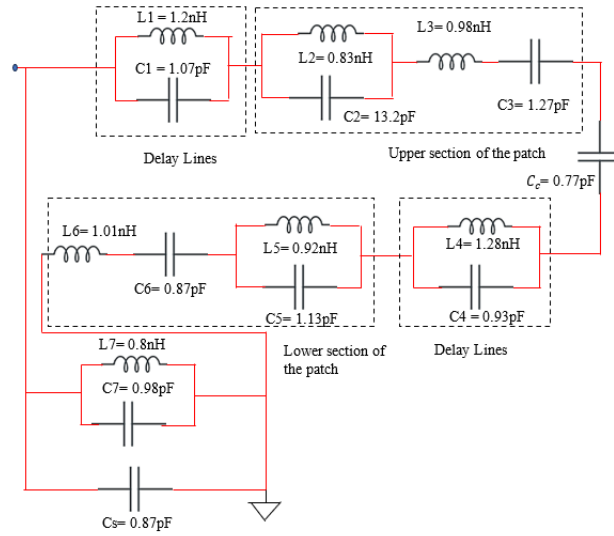 L1 = 1.2nH
C1 = 1.07pF
Delay Lines
L2= 0.83nH
C2= 13.2pF
L3= 0.98nH
C3= 1.27pF
Upper section of the patch
C_c= 0.77pF
L6= 1.01nH
C6= 0.87pF
L5= 0.92nH
C5= 1.13pF
Lower section of
the patch
L4= 1.28nH
C4= 0.93pF
Delay Lines
L7= 0.8nH
C7= 0.98pF
Cs= 0.87pF